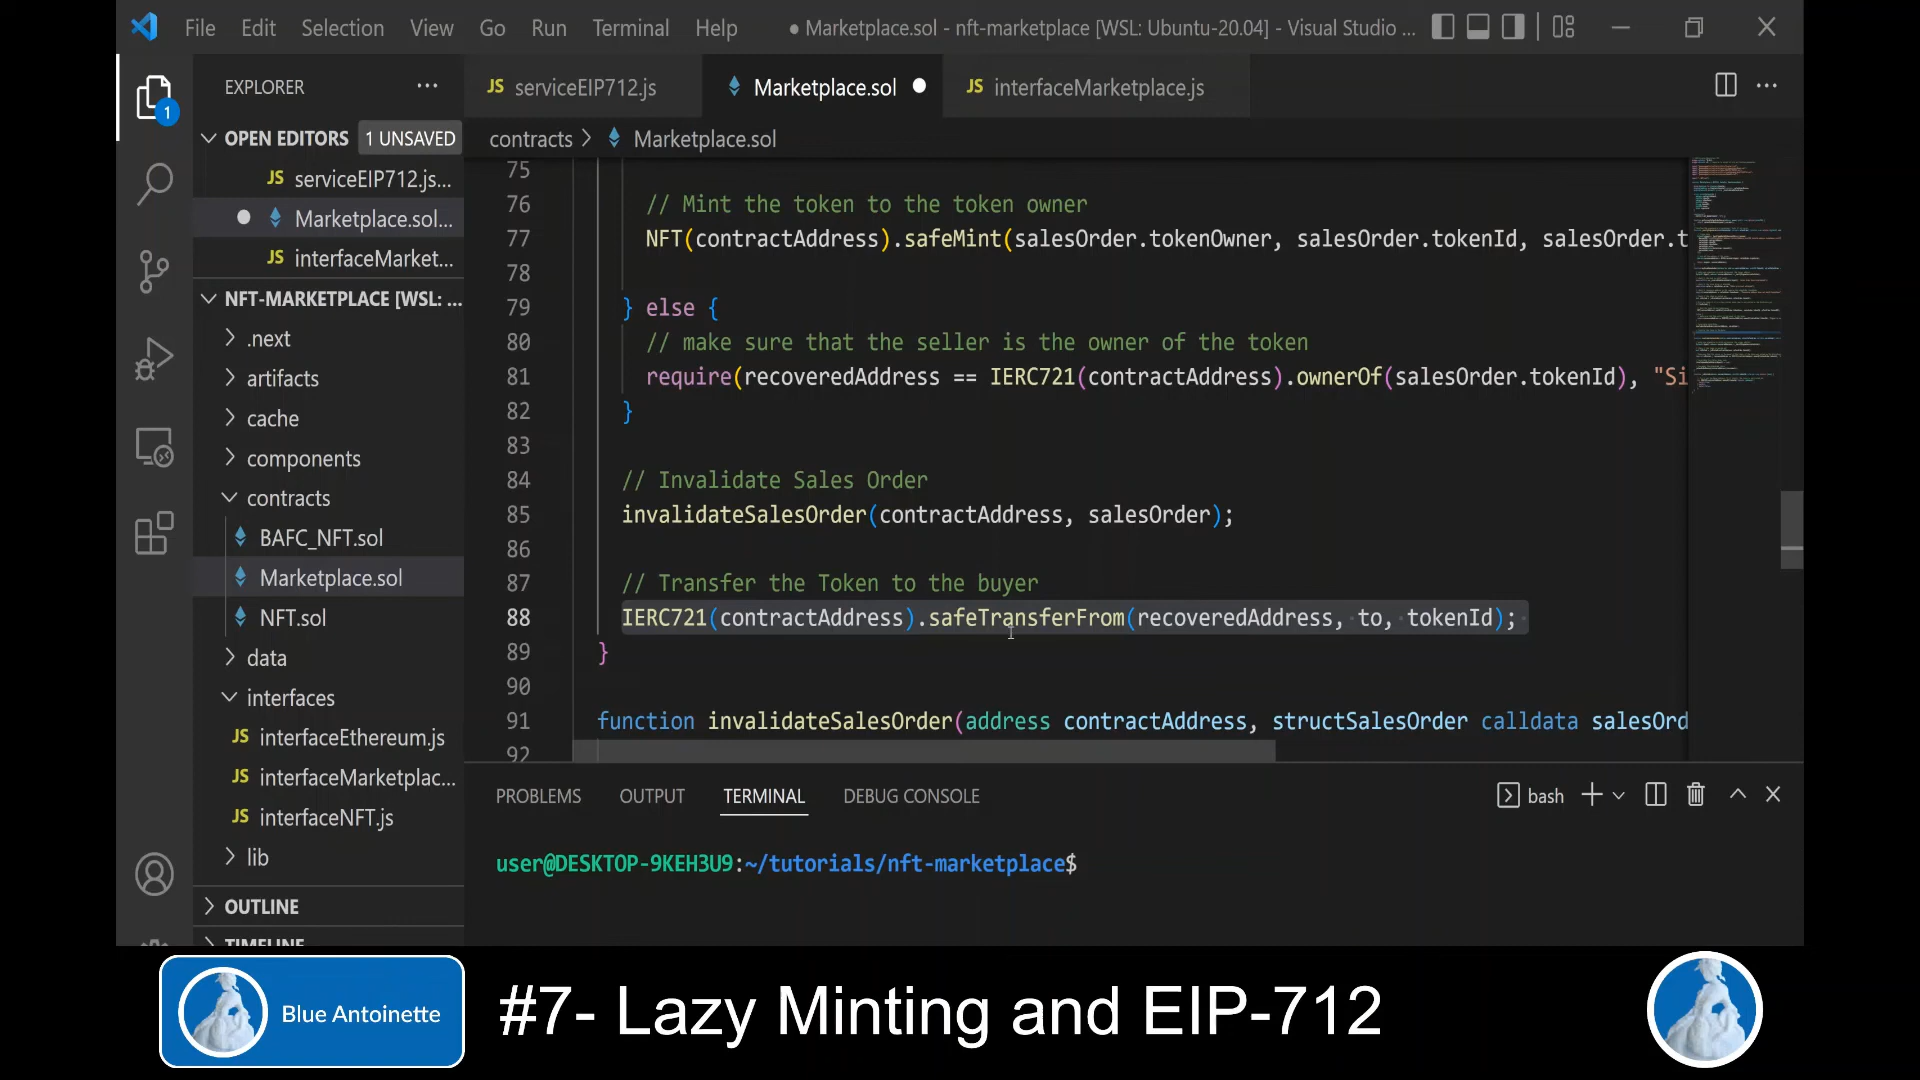 File Edit Selection View Go Run Terminal Help ● Marketplace.sol - nft-marketplace [WSL: Ubuntu-20.04] - Visual Studio ...
EXPLORER ...
JS serviceEIP712.js
Marketplace.sol ●
JS interfaceMarketplace.js
...
OPEN EDITORS 1 UNSAVED
JS serviceEIP712.js...
● Marketplace.sol...
JS interfaceMarket...
NFT-MARKETPLACE [WSL: ...
.next
artifacts
cache
components
contracts
BAFC_NFT.sol
Marketplace.sol
NFT.sol
data
interfaces
JS interfaceEthereum.js
JS interfaceMarketplac...
JS interfaceNFT.js
lib
OUTLINE
TIMELINE
1
contracts > Marketplace.sol
75
76 // Mint the token to the token owner
77 NFT(contractAddress).safeMint(salesOrder.tokenOwner, salesOrder.tokenId, salesOrder.t
78
79 } else {
80 // make sure that the seller is the owner of the token
81 require(recoveredAddress == IERC721(contractAddress).ownerOf(salesOrder.tokenId), "Si
82 }
83
84 // Invalidate Sales Order
85 invalidateSalesOrder(contractAddress, salesOrder);
86
87 // Transfer the Token to the buyer
88 IERC721(contractAddress).safeTransferFrom(recoveredAddress, to, tokenId);
89 }
90
91 function invalidateSalesOrder(address contractAddress, structSalesOrder calldata salesOrd
92
PROBLEMS OUTPUT TERMINAL DEBUG CONSOLE bash
user@DESKTOP-9KEH3U9:~/tutorials/nft-marketplace$
Blue Antoinette
#7- Lazy Minting and EIP-712